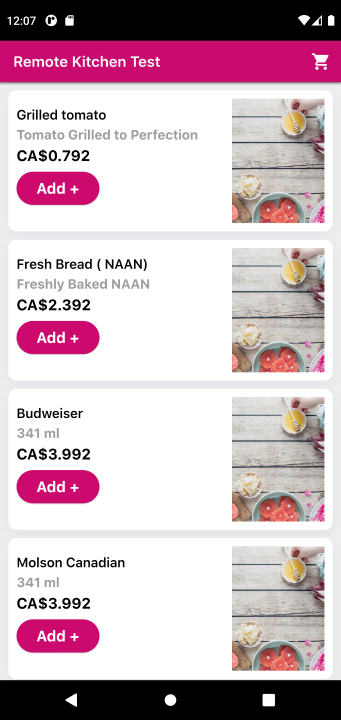 12:07
Remote Kitchen Test
Grilled tomato
Tomato Grilled to Perfection
CA$0.792
Add +
Fresh Bread ( NAAN)
Freshly Baked NAAN
CA$2.392
Add +
Budweiser
341 ml
CA$3.992
Add +
Molson Canadian
341 ml
CA$3.992
Add +